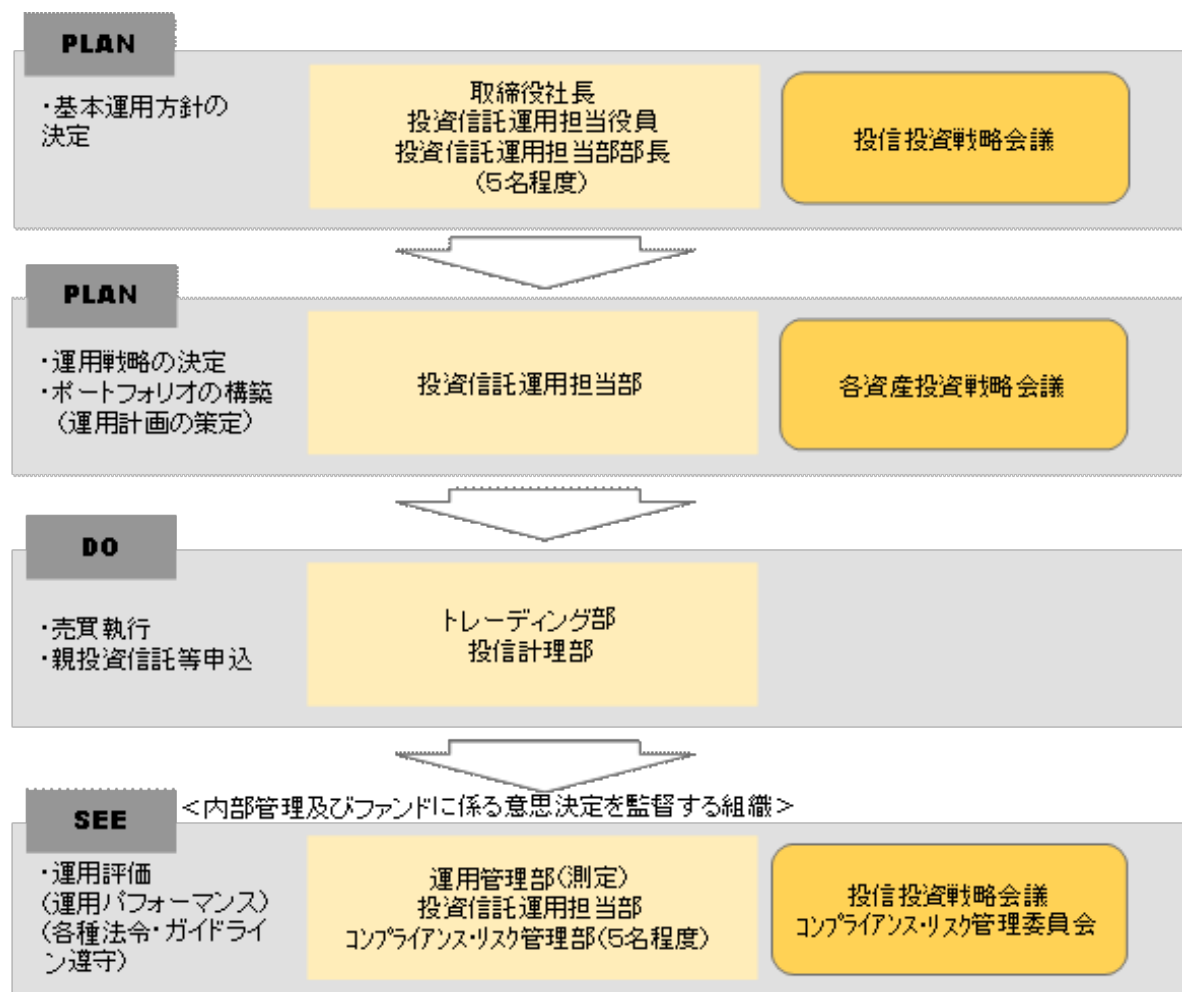 PLAN
・基本運用方針の
決定
取締役社長
投資信託運用担当役員
投資信託運用担当部部長
(5名程度)
投信投資戦略会議
PLAN
・運用戦略の決定
・ポートフォリオの構築
(運用計画の策定)
投資信託運用担当部
各資産投資戦略会議
DO
・売買執行
・親投資信託等申込
トレーディング部
投信計理部
SEE
<内部管理及びファンドに係る意思決定を監督する組織>
・運用評価
(運用パフォーマンス)
(各種法令・ガイドライ
ン遵守)
運用管理部(測定)
投資信託運用担当部
コンプライアンス・リスク管理部(5名程度)
投信投資戦略会議
コンプライアンス・リスク管理委員会